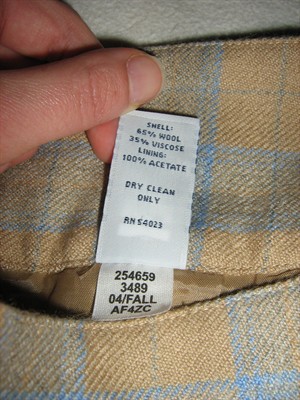 SHELL:
65% WOOL
35% VISCOSE
LINING:
100% ACETATE
DRY CLEAN
ONLY
RN 54023
254659
3489
04/FALL
AF4ZC